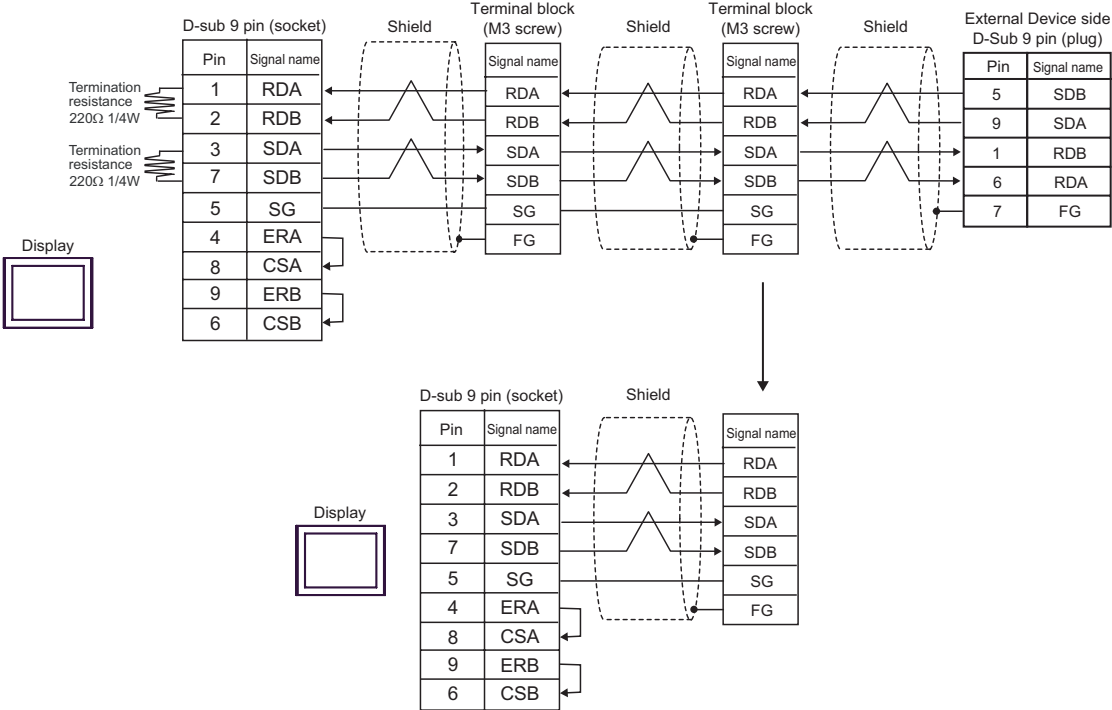 D-sub 9 pin (socket)
Shield
Terminal block
(M3 screw)
Shield
Terminal block
(M3 screw)
Shield
External Device side
D-Sub 9 pin (plug)
Pin Signal name
1 RDA
2 RDB
3 SDA
7 SDB
5 SG
4 ERA
8 CSA
9 ERB
6 CSB
Termination
resistance
220Ω 1/4W
Termination
resistance
220Ω 1/4W
Display
Signal name
RDA
RDB
SDA
SDB
SG
FG
Signal name
RDA
RDB
SDA
SDB
SG
FG
Pin Signal name
5 SDB
9 SDA
1 RDB
6 RDA
7 FG
D-sub 9 pin (socket)
Shield
Pin Signal name
1 RDA
2 RDB
3 SDA
7 SDB
5 SG
4 ERA
8 CSA
9 ERB
6 CSB
Display
Signal name
RDA
RDB
SDA
SDB
SG
FG